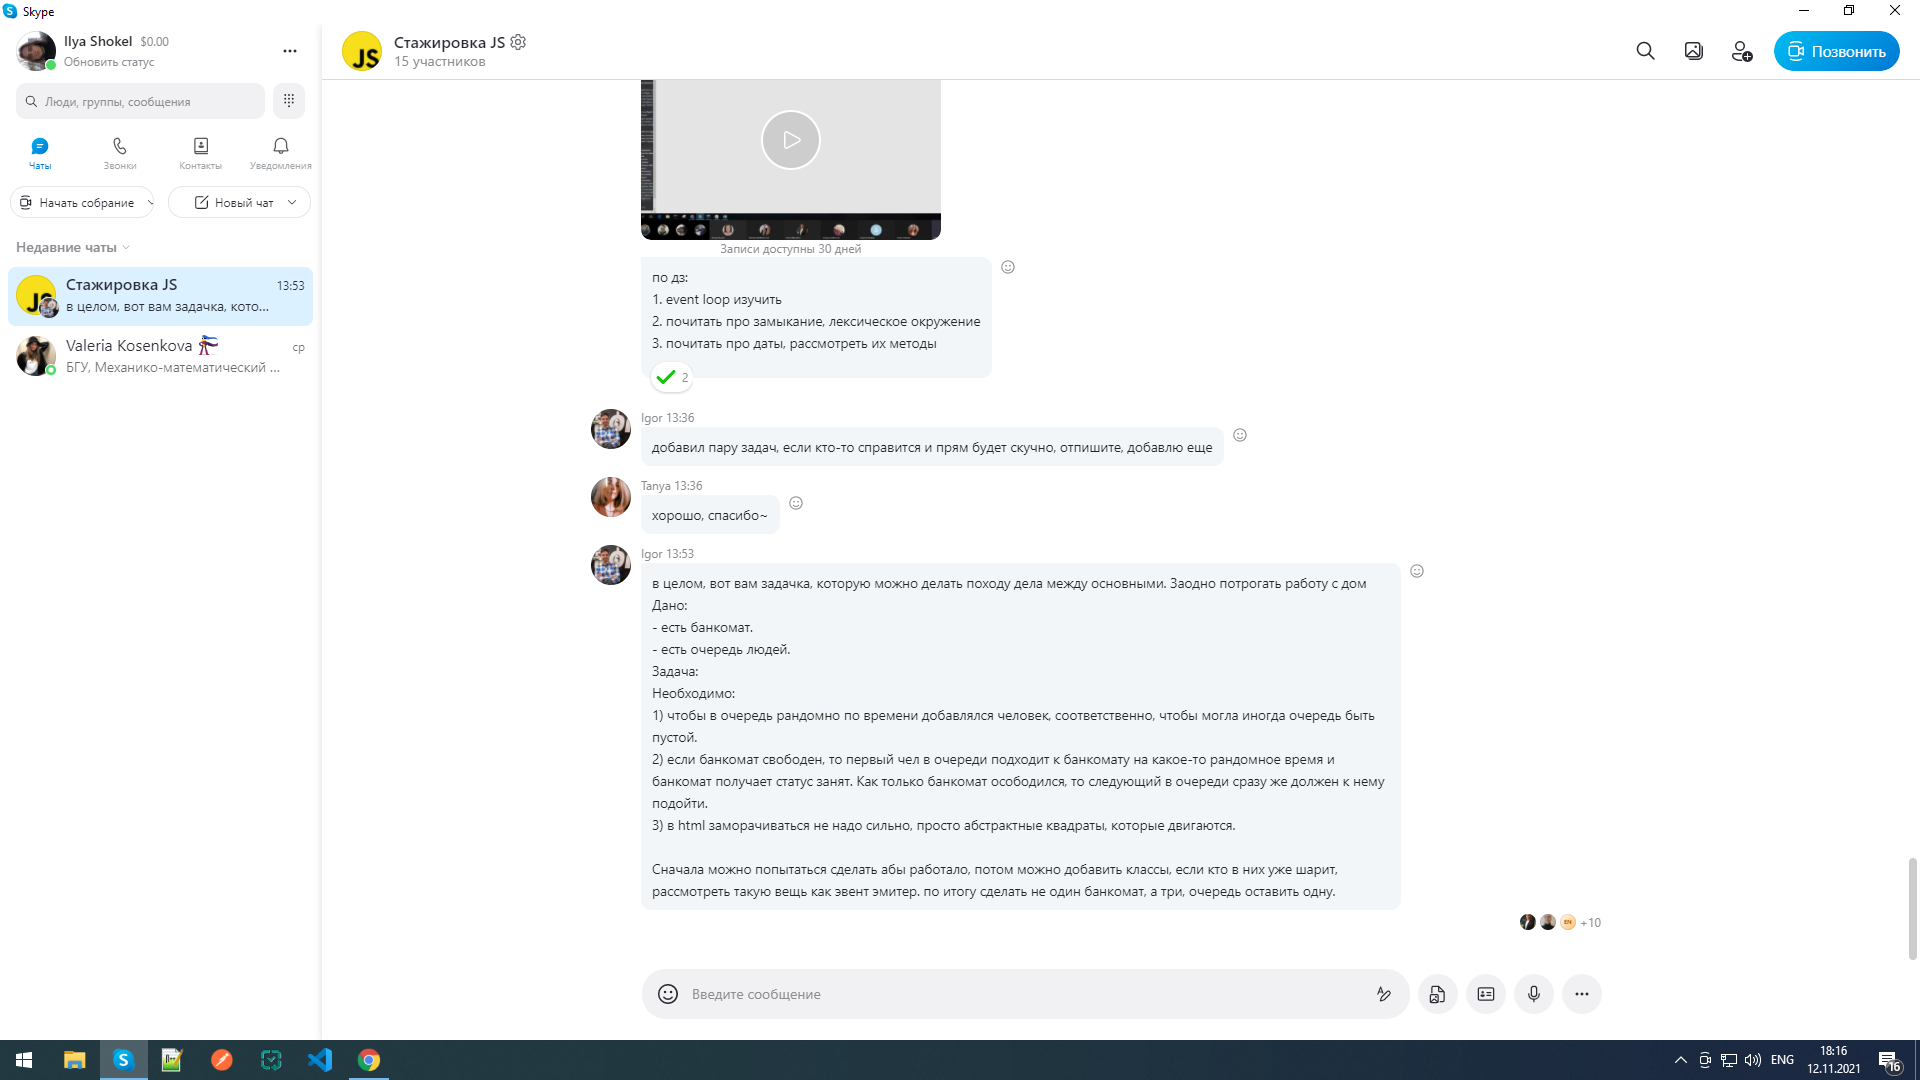 Skype
Ilya Shokel $0.00
Обновить статус
Люди, группы, сообщения
Чаты
Звонки
Контакты
Уведомления
Начать собрание
Новый чат
Недавние чаты
Стажировка JS 13:53
в целом, вот вам задачка, кото...
Valeria Kosenkova ср
БГУ, Механико-математический ...
JS
JS
Стажировка JS
15 участников
Позвонить
Записи доступны 30 дней
по дз:
1. event loop изучить
2. почитать про замыкание, лексическое окружение
3. почитать про даты, рассмотреть их методы
2
Igor 13:36
добавил пару задач, если кто-то справится и прям будет скучно, отпишите, добавлю еще
Tanya 13:36
хорошо, спасибо~
Igor 13:53
в целом, вот вам задачка, которую можно делать походу дела между основными. Заодно потрогать работу с дом
Дано:
- есть банкомат.
- есть очередь людей.
Задача:
Необходимо:
1) чтобы в очередь рандомно по времени добавлялся человек, соответственно, чтобы могла иногда очередь быть
пустой.
2) если банкомат свободен, то первый чел в очереди подходит к банкомату на какое-то рандомное время и
банкомат получает статус занят. Как только банкомат осободился, то следующий в очереди сразу же должен к нему
подойти.
3) в html заморачиваться не надо сильно, просто абстрактные квадраты, которые двигаются.
Сначала можно попытаться сделать абы работало, потом можно добавить классы, если кто в них уже шарит,
рассмотреть такую вещь как эвент эмитер. по итогу сделать не один банкомат, а три, очередь оставить одну.
EN +10
Введите сообщение
ENG
18:16
12.11.2021
16